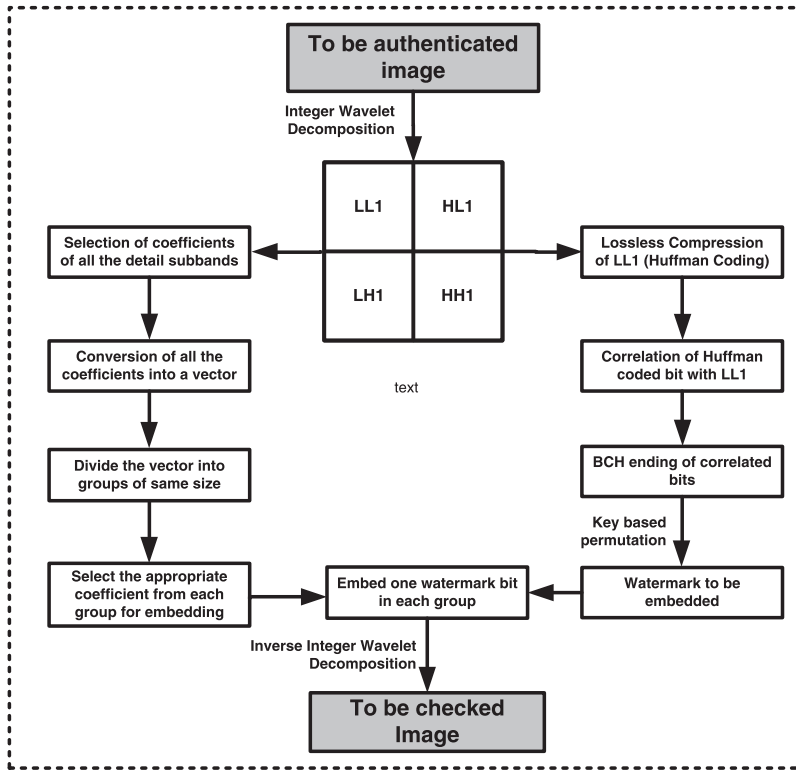 To be authenticated
image
Integer Wavelet
Decomposition
LL1
HL1
LH1
HH1
Selection of coefficients
of all the detail subbands
Lossless Compression
of LL1 (Huffman Coding)
Conversion of all the
coefficients into a vector
text
Correlation of Huffman
coded bit with LL1
Divide the vector into
groups of same size
BCH ending of correlated
bits
Key based
permutation
Select the appropriate
coefficient from each
group for embedding
Embed one watermark bit
in each group
Watermark to be
embedded
Inverse Integer Wavelet
Decomposition
To be checked
Image